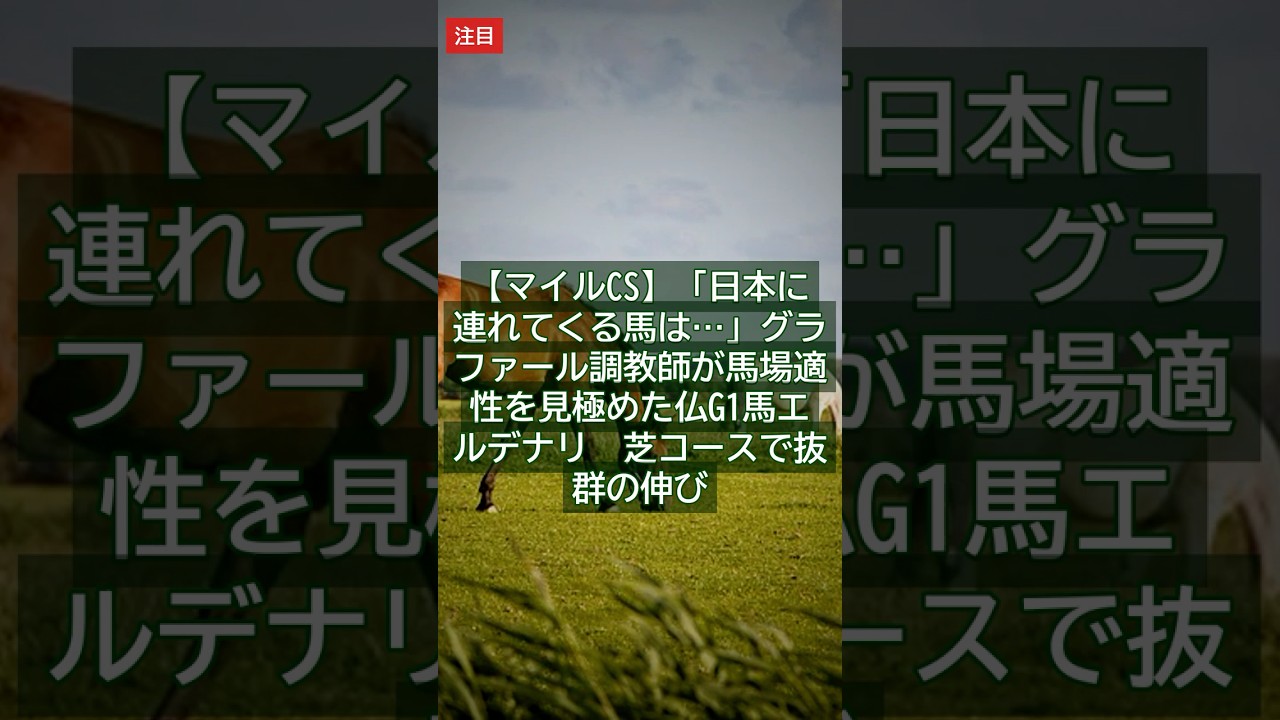 注目
【マイルCS】「日本に
連れてくる馬は…」グラ
ファール調教師が馬場適
性を見極めた仏G1馬エ
ルデナリ　芝コースで抜
群の伸び